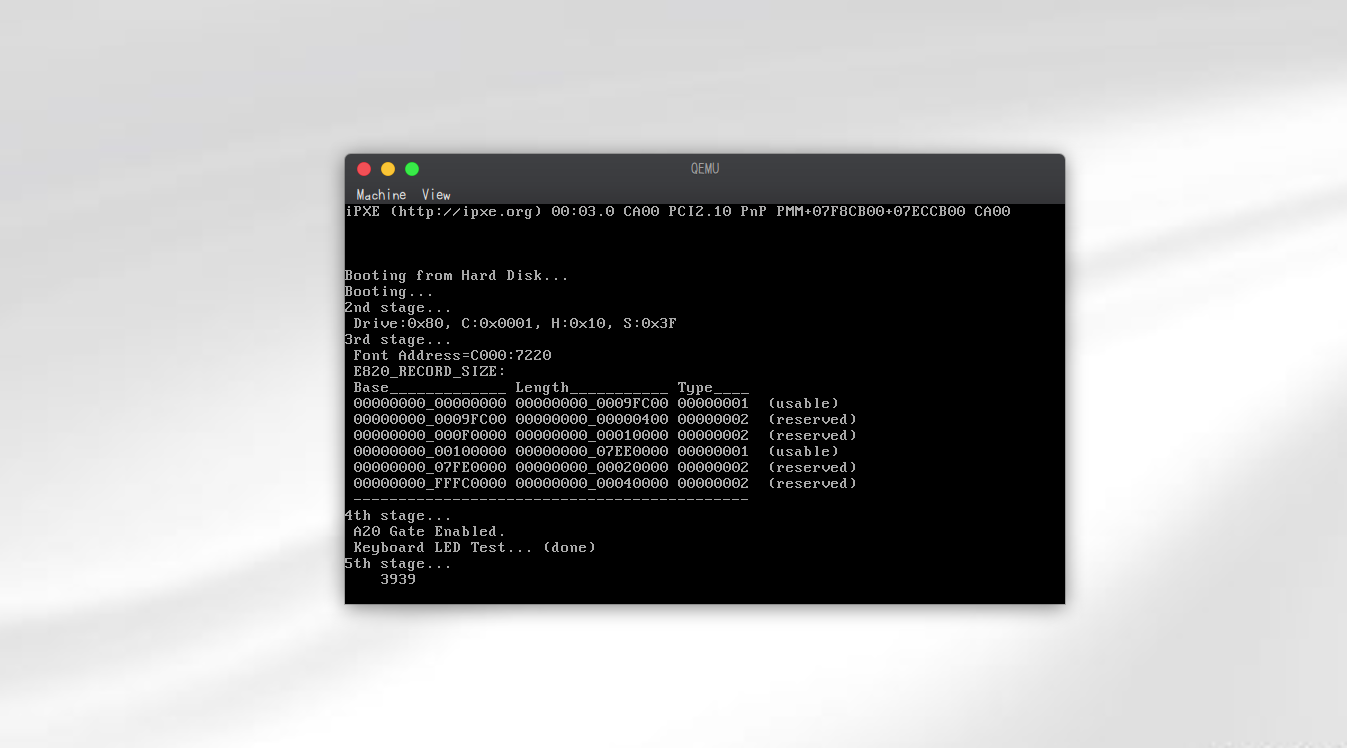 QEMU
Machine View
iPXE (http://ipxe.org) 00:03.0 CA00 PCI2.10 PnP PMM+07F8CB00+07ECCB00 CA00
Booting from Hard Disk...
Booting...
2nd stage...
Drive:0x80, C:0x0001, H:0x10, S:0x3F
3rd stage...
Font Address=C000:7220
E820_RECORD_SIZE:
Base_____________ Length___________ Type____
00000000_00000000 00000000_0009FC00 00000001 (usable)
00000000_0009FC00 00000000_00000400 00000002 (reserved)
00000000_000F0000 00000000_00010000 00000002 (reserved)
00000000_00100000 00000000_07EE0000 00000001 (usable)
00000000_07FE0000 00000000_00020000 00000002 (reserved)
00000000_FFFC0000 00000000_00040000 00000002 (reserved)
--------------------------------------------
4th stage...
A20 Gate Enabled.
Keyboard LED Test... (done)
5th stage...
3939